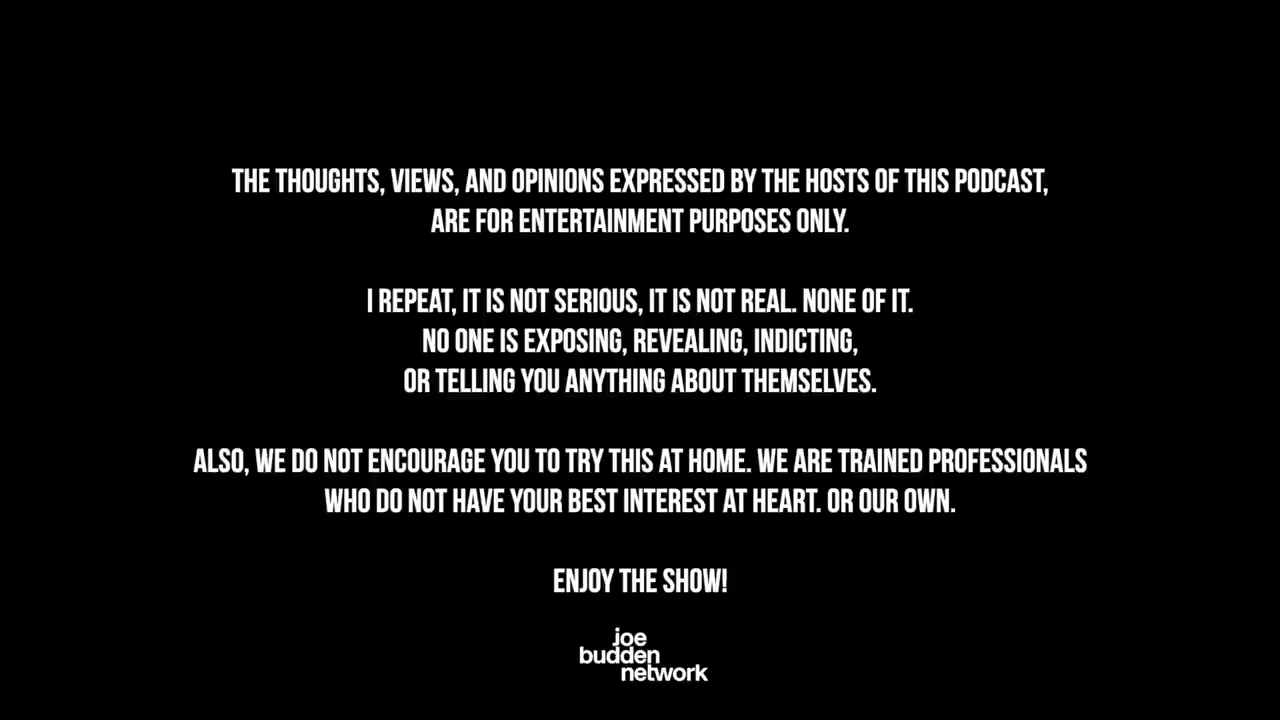 THE THOUGHTS, VIEWS, AND OPINIONS EXPRESSED BY THE HOSTS OF THIS PODCAST,
ARE FOR ENTERTAINMENT PURPOSES ONLY.
I REPEAT, IT IS NOT SERIOUS, IT IS NOT REAL. NONE OF IT.
NO ONE IS EXPOSING, REVEALING, INDICTING,
OR TELLING YOU ANYTHING ABOUT THEMSELVES.
ALSO, WE DO NOT ENCOURAGE YOU TO TRY THIS AT HOME. WE ARE TRAINED PROFESSIONALS
WHO DO NOT HAVE YOUR BEST INTEREST AT HEART. OR OUR OWN.
ENJOY THE SHOW!
joe
budden
network